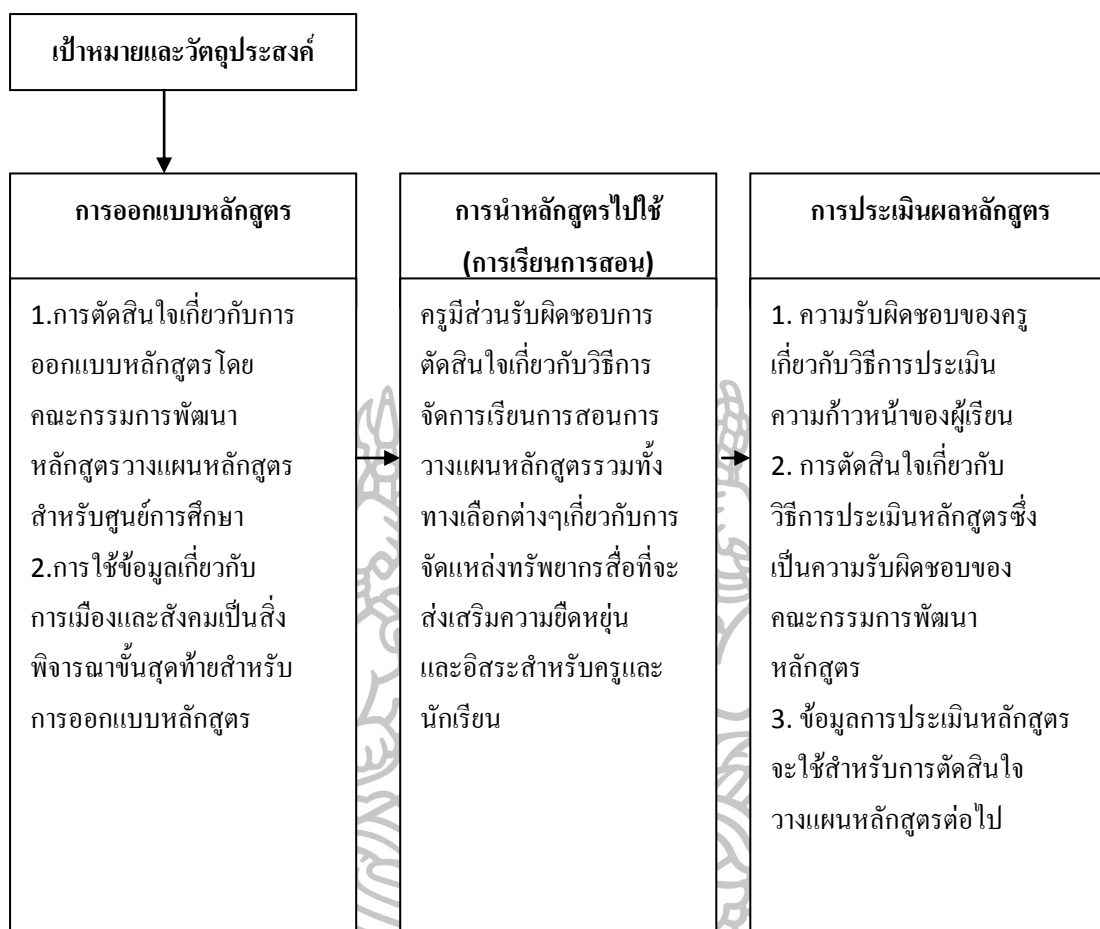 เป้าหมายและวัตถุประสงค์
การออกแบบหลักสูตร
1.การตัดสินใจเกี่ยวกับการ
ออกแบบหลักสูตรโดย
คณะกรรมการพัฒนา
หลักสูตรวางแผนหลักสูตร
สำหรับศูนย์การศึกษา
2.การใช้ข้อมูลเกี่ยวกับ
การเมืองและสังคมเป็นสิ่ง
พิจารณาขั้นสุดท้ายสำหรับ
การออกแบบหลักสูตร
การนำหลักสูตรไปใช้
(การเรียนการสอน)
ครูมีส่วนรับผิดชอบการ
ตัดสินใจเกี่ยวกับวิธีการ
จัดการเรียนการสอนการ
วางแผนหลักสูตรรวมทั้ง
ทางเลือกต่างๆเกี่ยวกับการ
จัดแหล่งทรัพยากรสื่อที่จะ
ส่งเสริมความยืดหยุ่น
และอิสระสำหรับครูและ
นักเรียน
การประเมินผลหลักสูตร
1. ความรับผิดชอบของครู
เกี่ยวกับวิธีการประเมิน
ความก้าวหน้าของผู้เรียน
2. การตัดสินใจเกี่ยวกับ
วิธีการประเมินหลักสูตรซึ่ง
เป็นความรับผิดชอบของ
คณะกรรมการพัฒนา
หลักสูตร
3. ข้อมูลการประเมินหลักสูตร
จะใช้สำหรับการตัดสินใจ
วางแผนหลักสูตรต่อไป